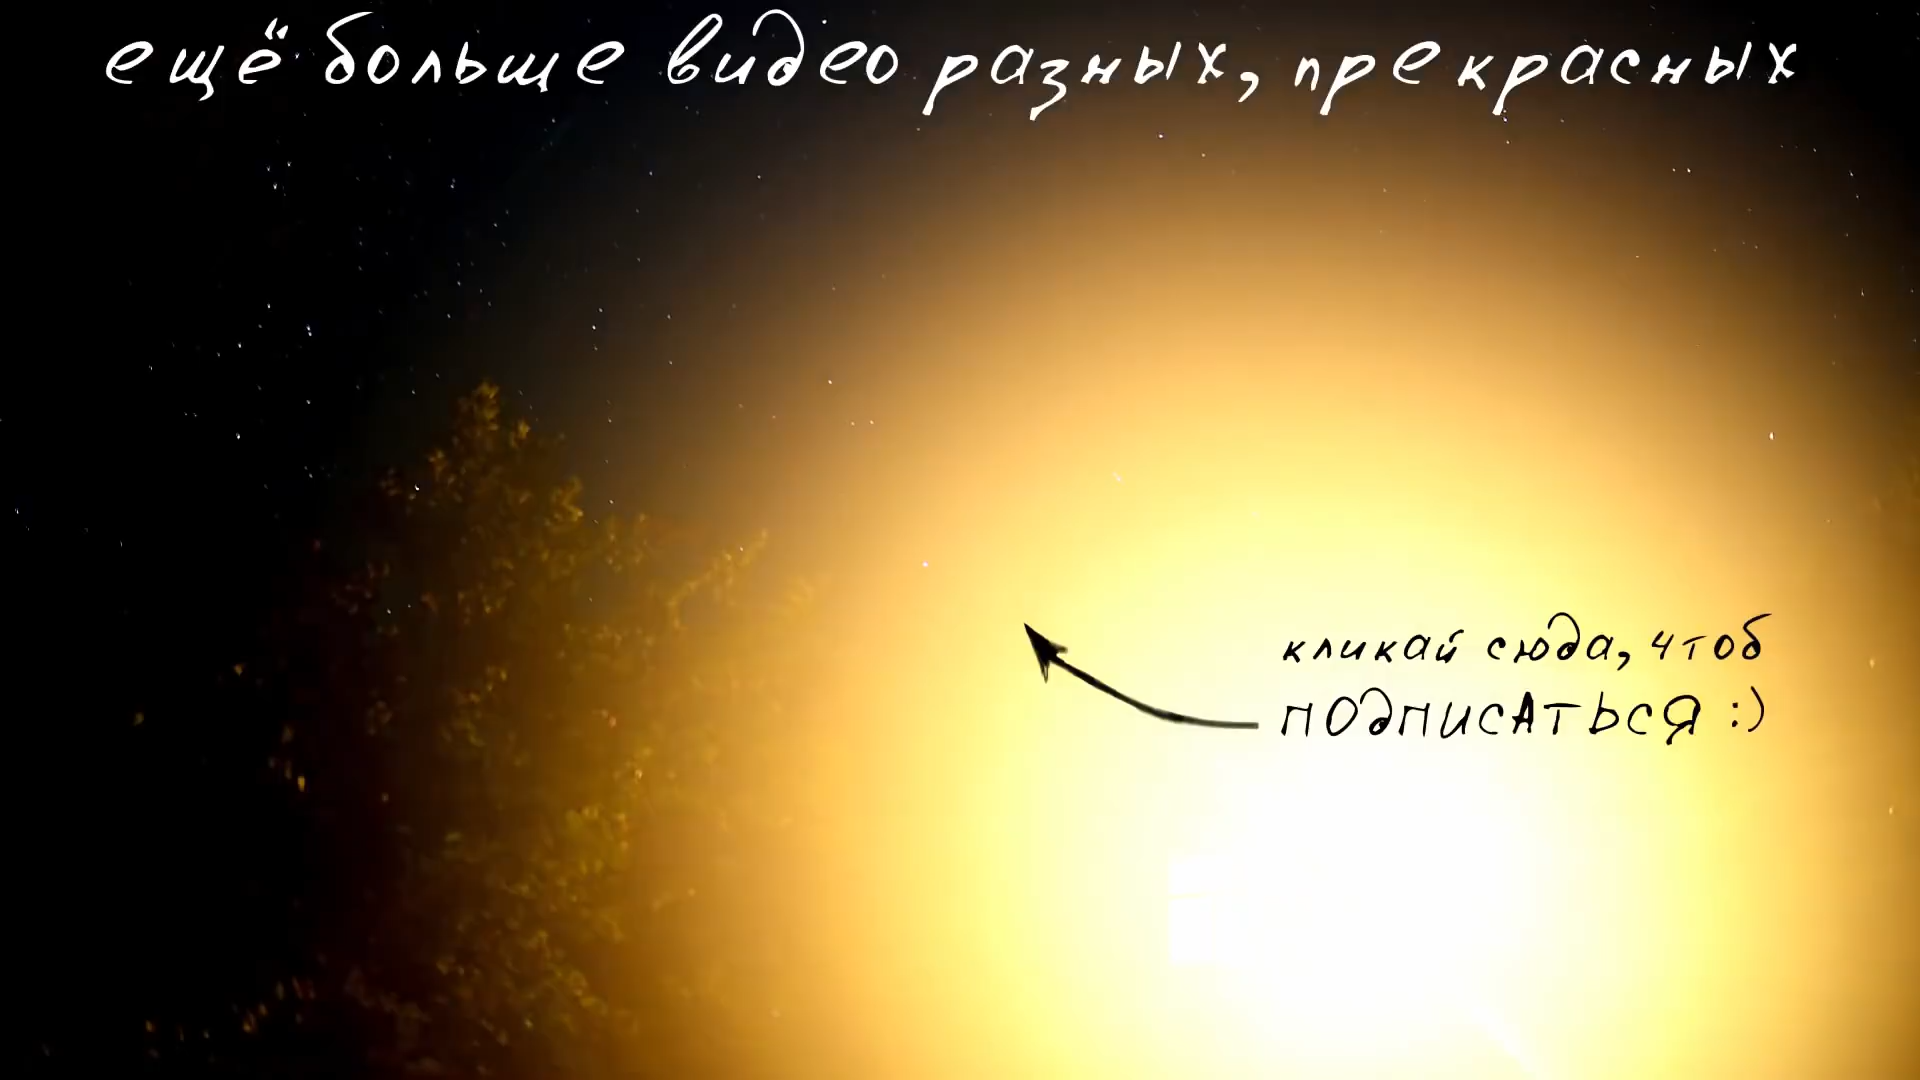 ещё больше видео разных, прекрасных
кликай сюда, чтоб
ПОДПИСАТЬСЯ :)